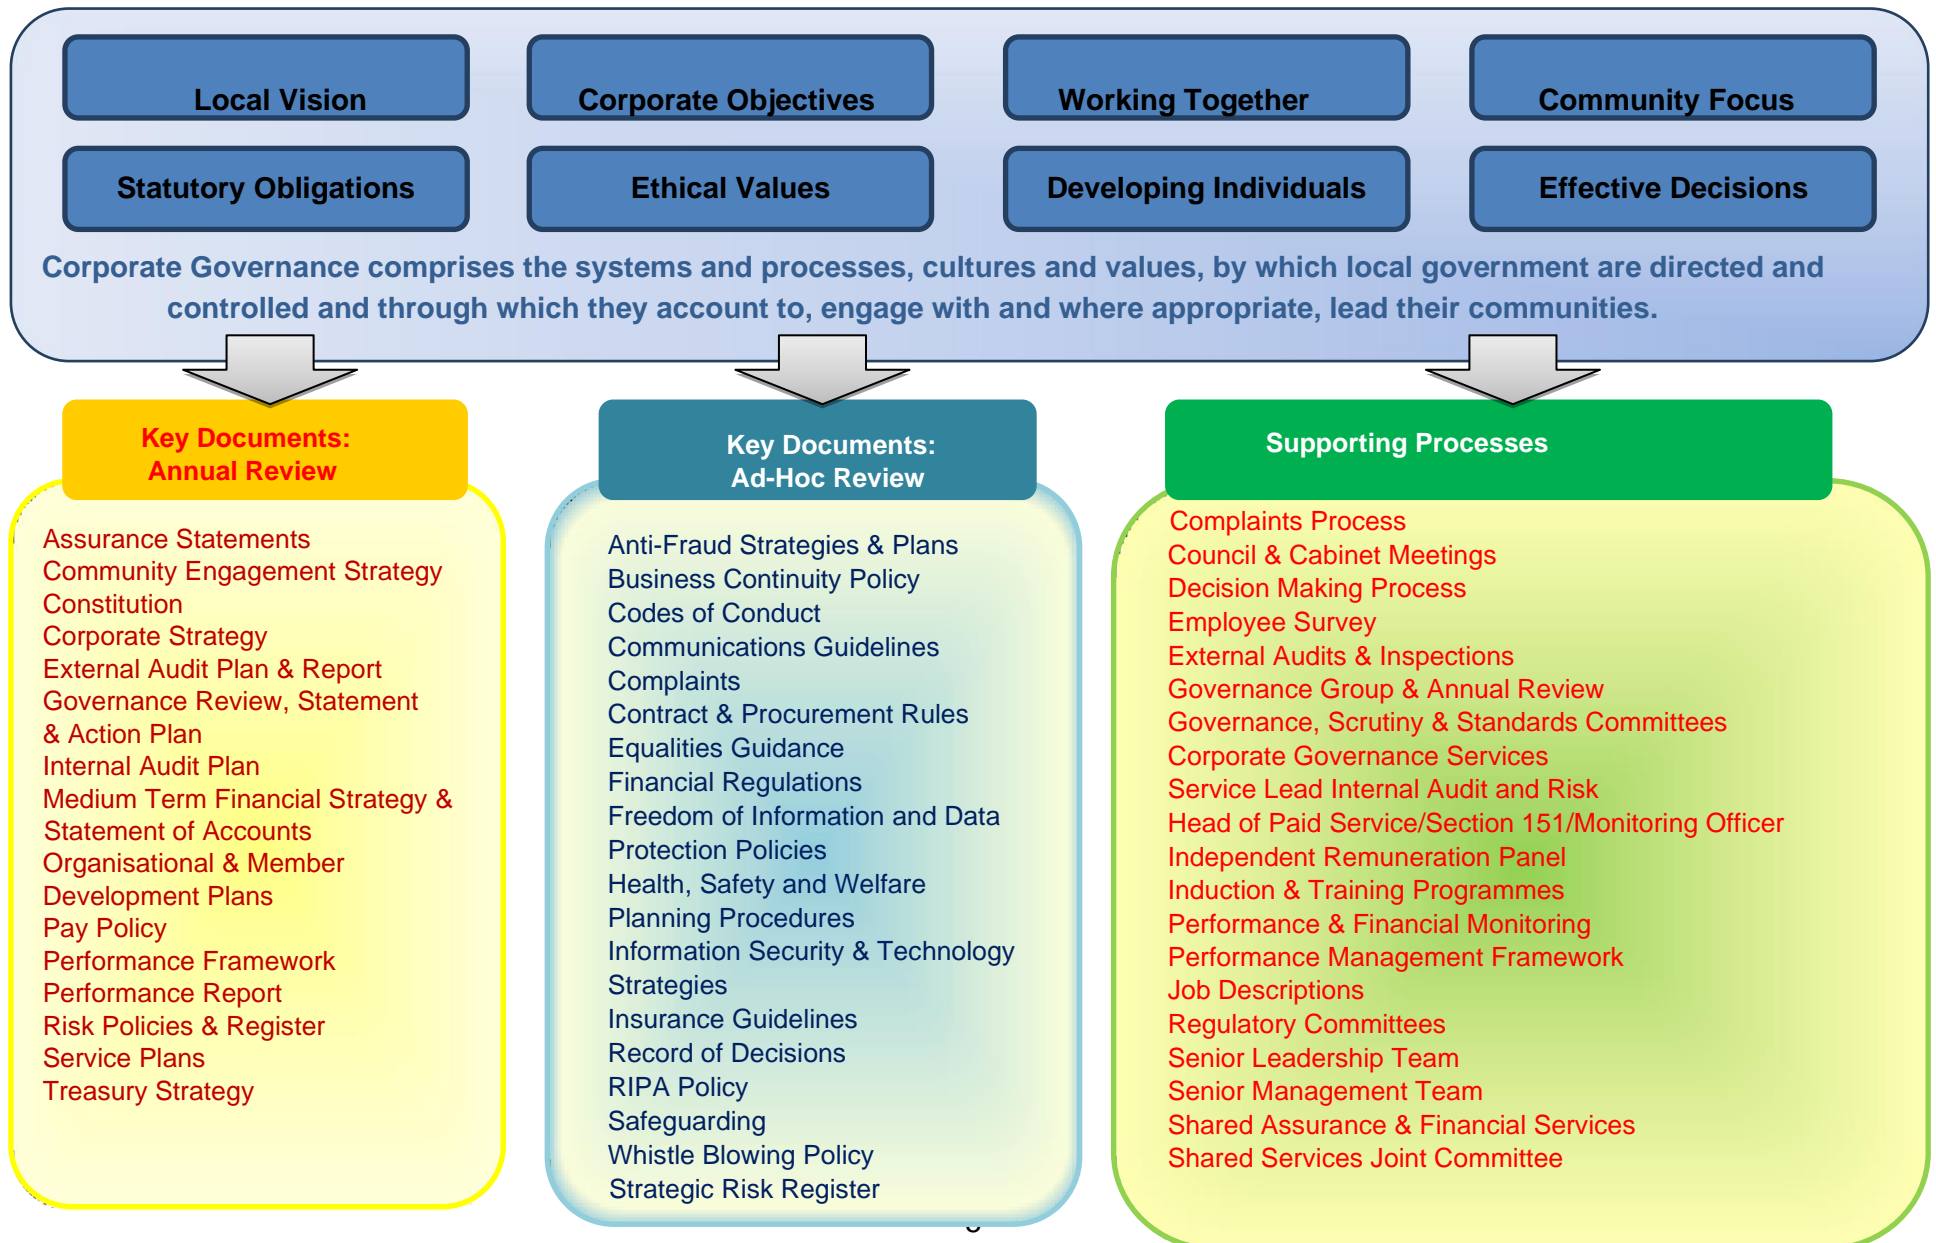 Local Vision
Corporate Objectives
Working Together
Community Focus
Statutory Obligations
Ethical Values
Developing Individuals
Effective Decisions
Corporate Governance comprises the systems and processes, cultures and values, by which local government are directed and
controlled and through which they account to, engage with and where appropriate, lead their communities.
Key Documents:
Annual Review
Assurance Statements
Community Engagement Strategy
Constitution
Corporate Strategy
External Audit Plan & Report
Governance Review, Statement
& Action Plan
Internal Audit Plan
Medium Term Financial Strategy &
Statement of Accounts
Organisational & Member
Development Plans
Pay Policy
Performance Framework
Performance Report
Risk Policies & Register
Service Plans
Treasury Strategy
Key Documents:
Ad-Hoc Review
Anti-Fraud Strategies & Plans
Business Continuity Policy
Codes of Conduct
Communications Guidelines
Complaints
Contract & Procurement Rules
Equalities Guidance
Financial Regulations
Freedom of Information and Data
Protection Policies
Health, Safety and Welfare
Planning Procedures
Information Security & Technology
Strategies
Insurance Guidelines
Record of Decisions
RIPA Policy
Safeguarding
Whistle Blowing Policy
Strategic Risk Register
Supporting Processes
Complaints Process
Council & Cabinet Meetings
Decision Making Process
Employee Survey
External Audits & Inspections
Governance Group & Annual Review
Governance, Scrutiny & Standards Committees
Corporate Governance Services
Service Lead Internal Audit and Risk
Head of Paid Service/Section 151/Monitoring Officer
Independent Remuneration Panel
Induction & Training Programmes
Performance & Financial Monitoring
Performance Management Framework
Job Descriptions
Regulatory Committees
Senior Leadership Team
Senior Management Team
Shared Assurance & Financial Services
Shared Services Joint Committee